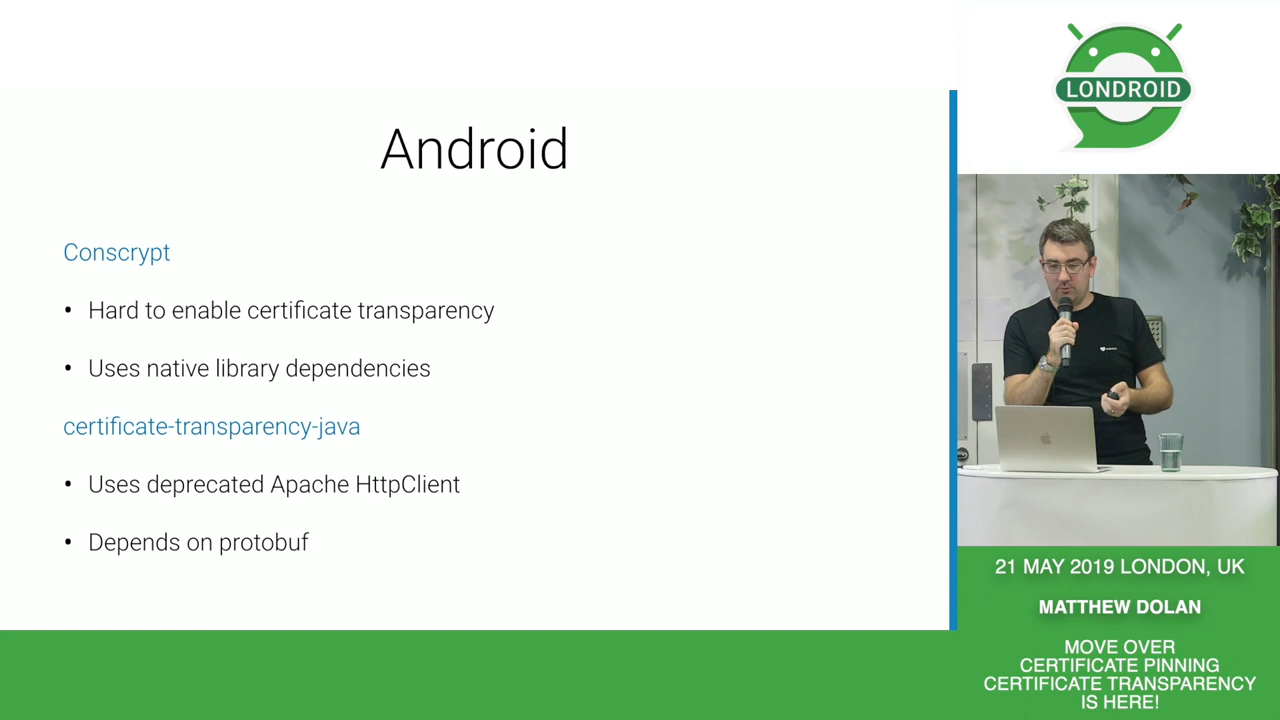 Android
Conscrypt
• Hard to enable certificate transparency
• Uses native library dependencies
certificate-transparency-java
• Uses deprecated Apache HttpClient
• Depends on protobuf
LONDROID
21 MAY 2019 LONDON, UK
MATTHEW DOLAN
MOVE OVER
CERTIFICATE PINNING
CERTIFICATE TRANSPARENCY
IS HERE!